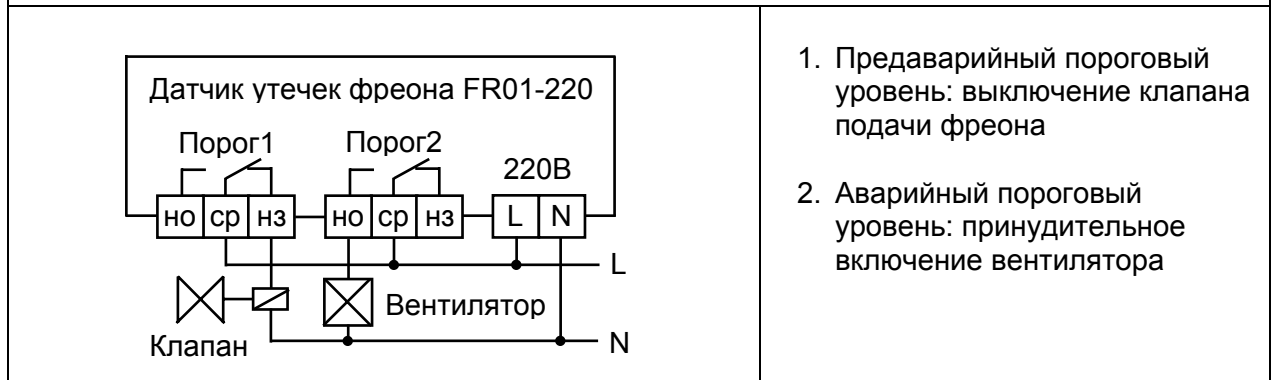 Датчик утечек фреона FR01-220
Порог1 Порог2
220В
но ср нз но ср нз L N
L
Вентилятор
Клапан
N
1. Предаварийный пороговый
уровень: выключение клапана
подачи фреона
2. Аварийный пороговый
уровень: принудительное
включение вентилятора